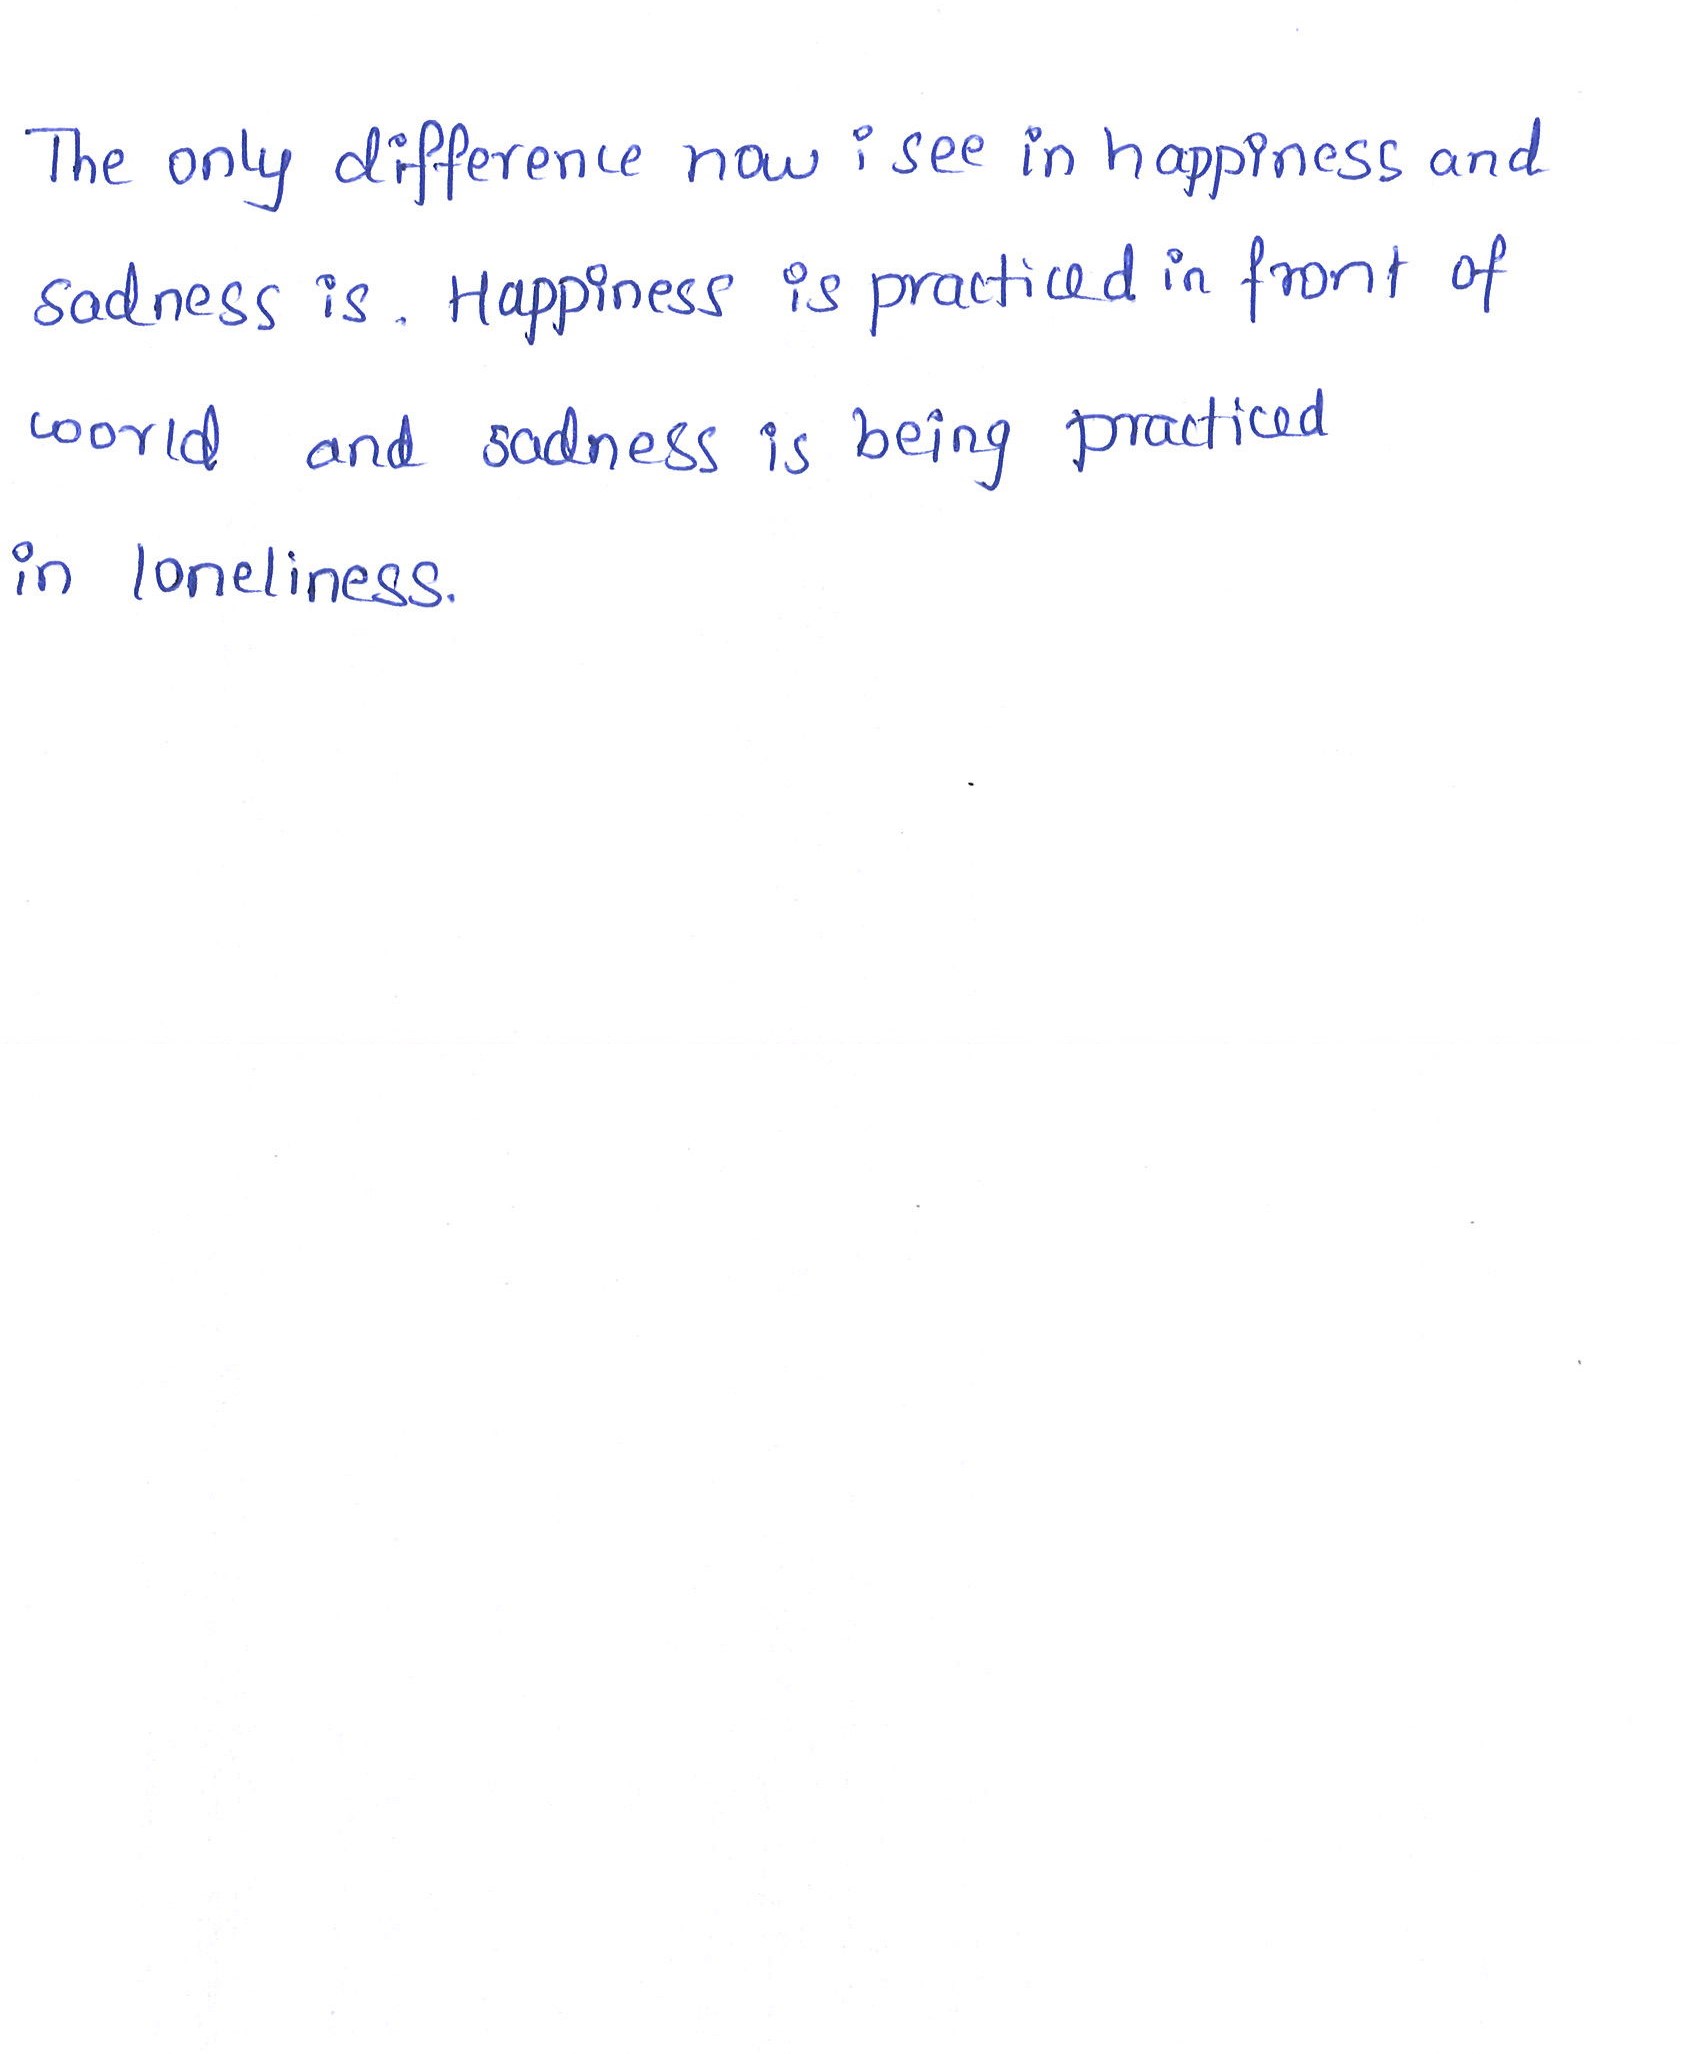 The only difference now i see in happiness and
sadness is. Happiness is practiced in front of
world and sadness is being practiced
in loneliness.